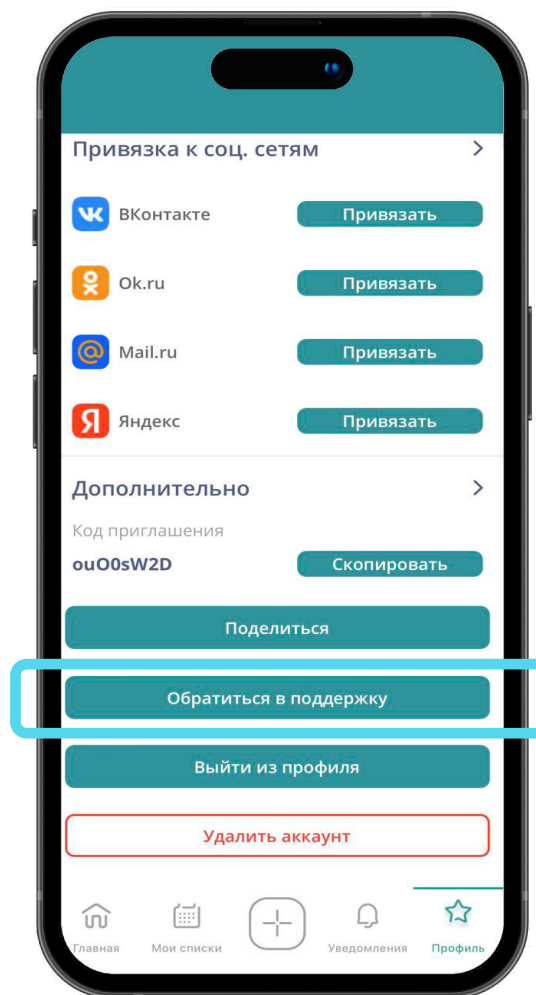 Привязка к соц. сетям
ВКонтакте
Привязать
Ok.ru
Привязать
Mail.ru
Привязать
Яндекс
Привязать
Дополнительно
Код приглашения
ouO0sW2D
Скопировать
Поделиться
Обратиться в поддержку
Выйти из профиля
Удалить аккаунт
Главная
Мои списки
Уведомления
Профиль